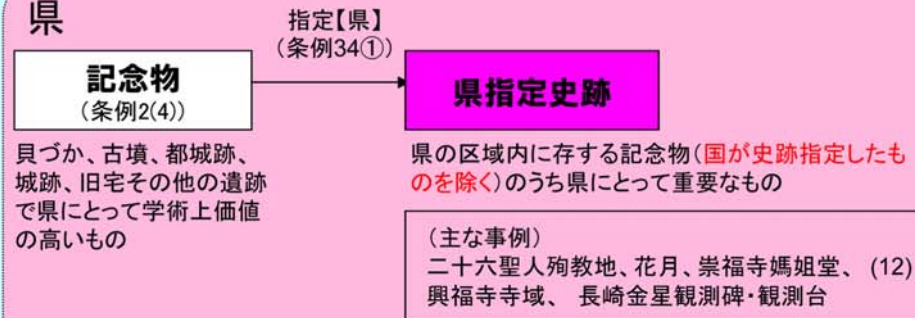 県
指定【県】
（条例34①）
記念物
（条例2(4)）
県指定史跡
貝づか、古墳、都城跡、
城跡、旧宅その他の遺跡
で県にとって学術上価値
の高いもの
県の区域内に存する記念物（国が史跡指定したも
のを除く）のうち県にとって重要なもの
（主な事例）
二十六聖人殉教地、花月、崇福寺媽姐堂、 (12)
興福寺寺域、 長崎金星観測碑・観測台